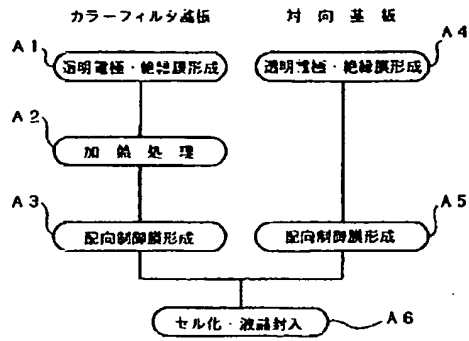 カラーフィルタ基板
対向基板
A1
透明電極・絶縁膜形成
A4
透明電極・絶縁膜形成
A2
加熱処理
A3
配向制御膜形成
A5
配向制御膜形成
セル化・液晶封入
A6